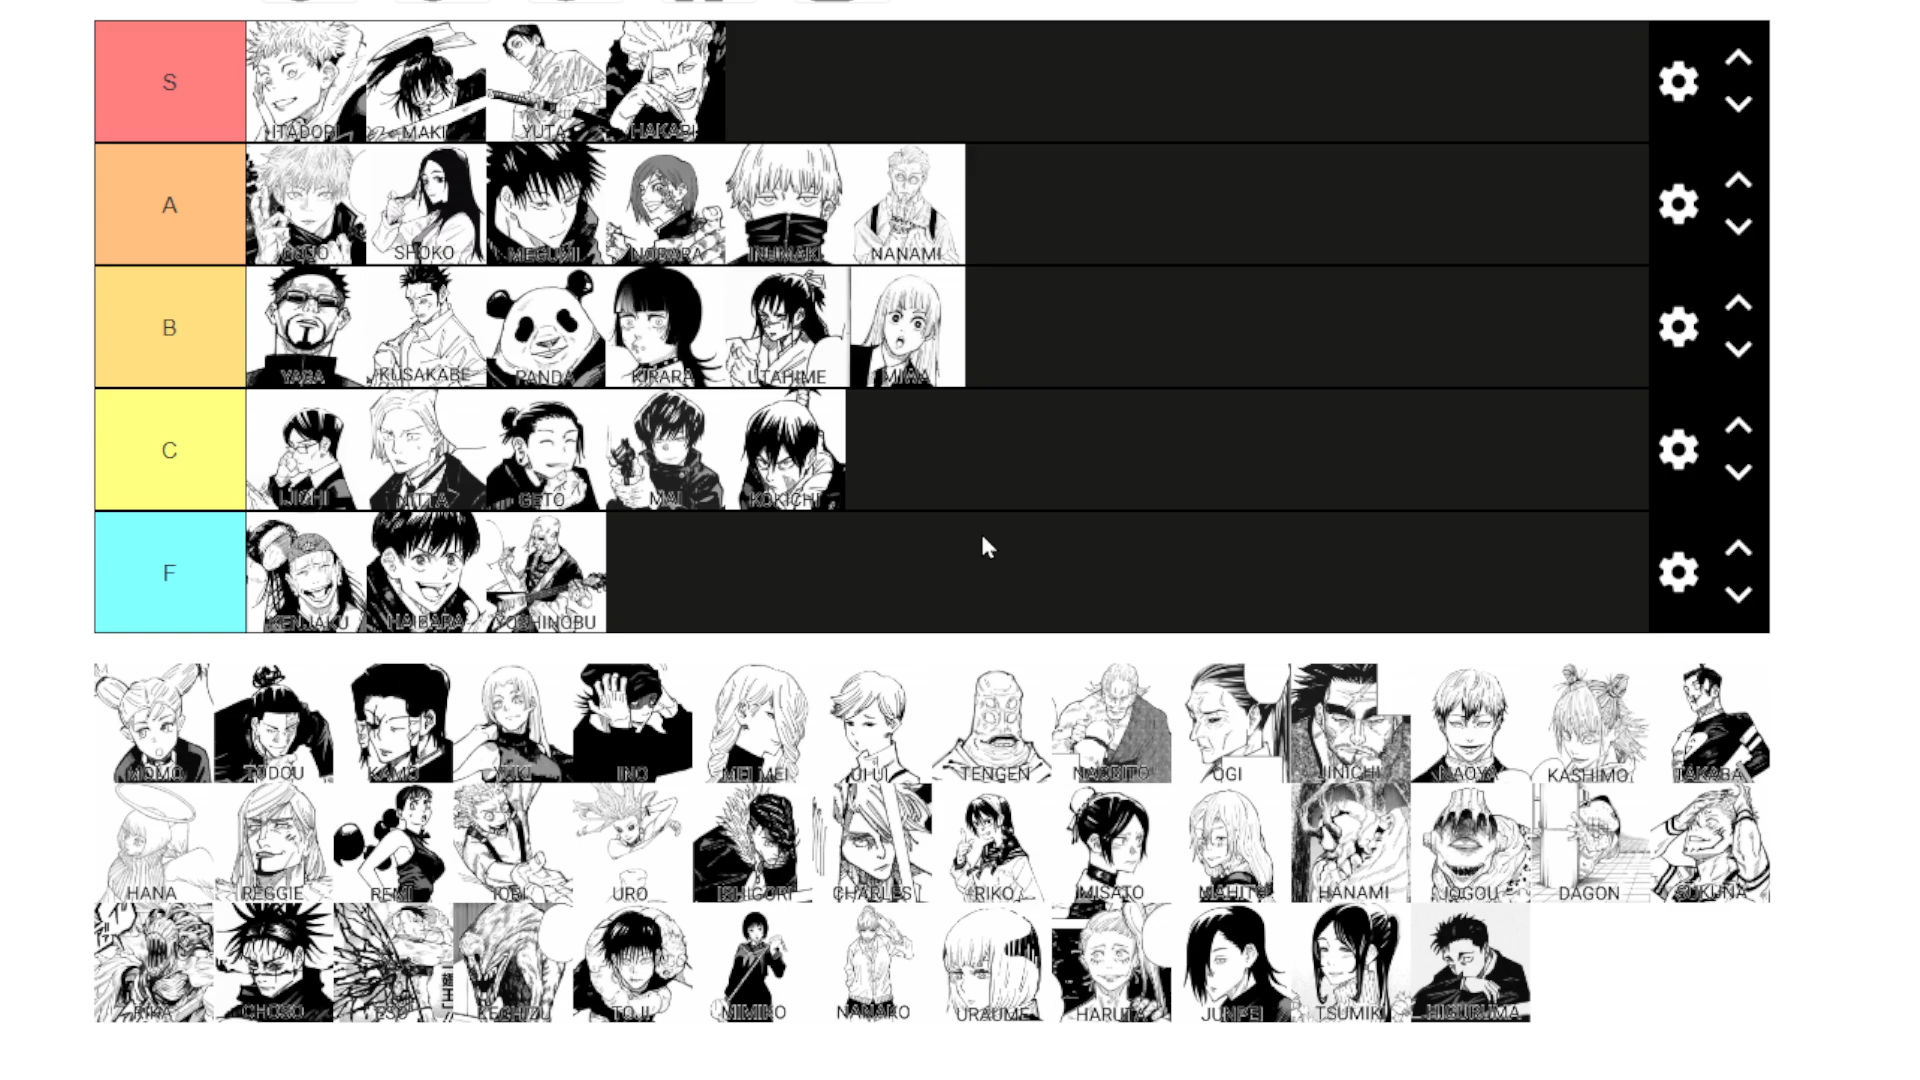 S
ITADORI MAKI YUTA HAKARI
A
GOJO SHOKO MEGUMI NOBARA INUMAKI NANAMI
B
YAGA KUSAKABE PANDA KIRARA UTAHIME MIWA
C
IJICHI NITTA GETO MAI KOKICHI
F
KENJAKU HAIBARA YOSHINOBU
MOMO TODOU KAMO YUKI INO MEI MEI UI UI TENGEN NAOBITO OGI JINICHI NAOYA KASHIMO TAKABA
HANA REGGIE REMI IORI URO ISHIGORI CHARLES RIKO MISATO MAHITO HANAMI JOGOU DAGON SUKUNA
RIKA CHOSO ESO KECHIZU TOJI MIMIKO NANAKO URAUME HARUTA JUNPEI TSUMIKI HIGURUMA